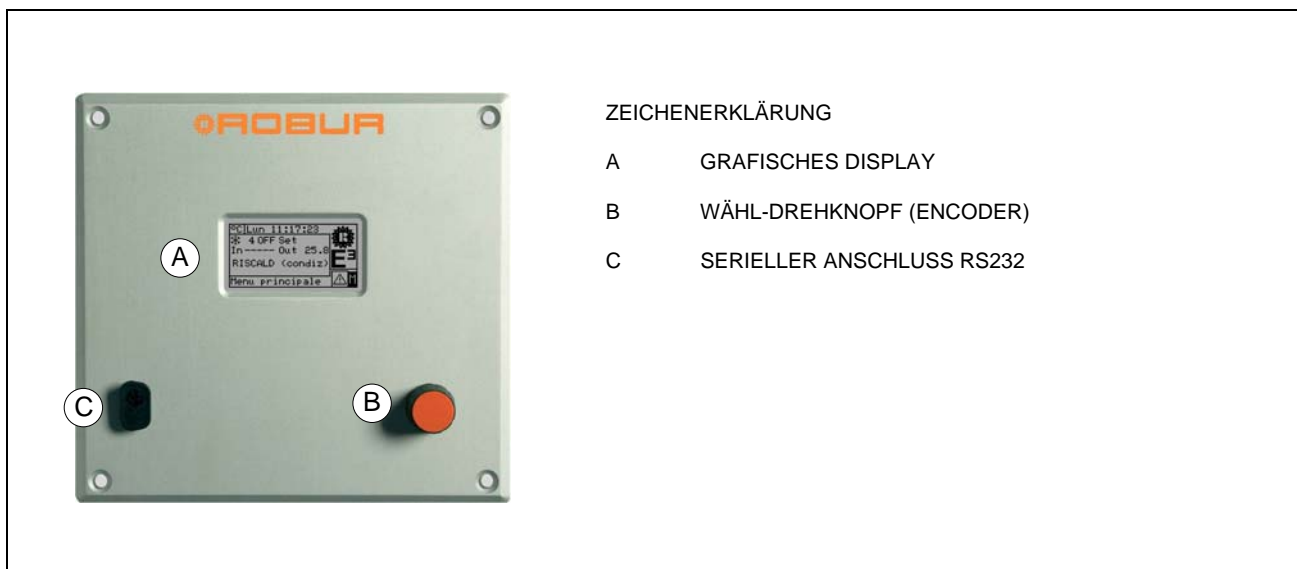 ROBUR
°C|Lun 11:17:23
4 OFF Set
In ----- Out 25.8
E³
RISCALD (condiz)
Menu principale
M
A
C
B
ZEICHENERKLÄRUNG
A GRAFISCHES DISPLAY
B WÄHL-DREHKNOPF (ENCODER)
C SERIELLER ANSCHLUSS RS232